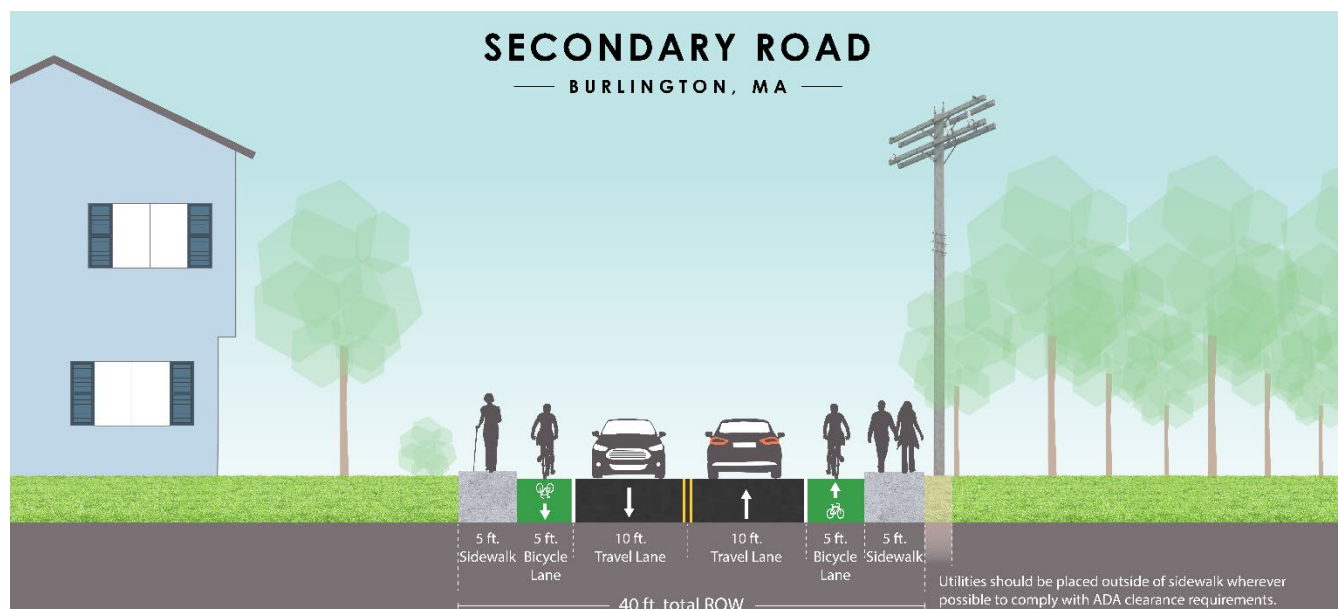 SECONDARY ROAD
BURLINGTON, MA
5 ft.
Sidewalk
5 ft.
Bicycle
Lane
10 ft.
Travel Lane
10 ft.
Travel Lane
5 ft.
Bicycle
Lane
5 ft.
Sidewalk
40 ft. total ROW
Utilities should be placed outside of sidewalk wherever
possible to comply with ADA clearance requirements.